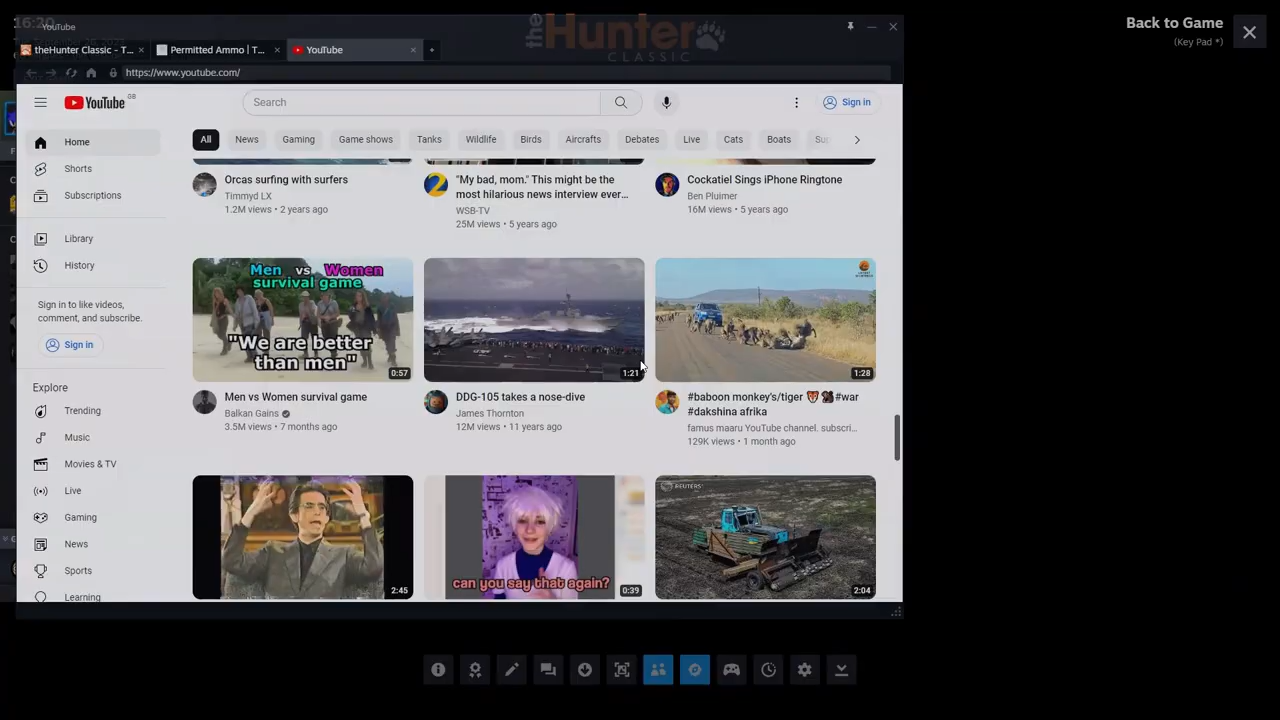 16:20
YouTube
the
Hunter
CLASSIC
Back to Game
(Key Pad *)
theHunter Classic - T...
Permitted Ammo | T...
YouTube
https://www.youtube.com/
YouTube GB
Search
Sign in
Home
Shorts
Subscriptions
Library
History
Sign in to like videos,
comment, and subscribe.
Sign in
Explore
Trending
Music
Movies & TV
Live
Gaming
News
Sports
Learning
All
News
Gaming
Game shows
Tanks
Wildlife
Birds
Aircrafts
Debates
Live
Cats
Boats
Orcas surfing with surfers
Timmyd LX
1.2M views • 2 years ago
"My bad, mom." This might be the
most hilarious news interview ever...
WSB-TV
25M views • 5 years ago
Cockatiel Sings iPhone Ringtone
Ben Pluimer
16M views • 5 years ago
Men vs Women
survival game
"We are better
than men"
0:57
Men vs Women survival game
Balkan Gains
3.5M views • 7 months ago
1:21
DDG-105 takes a nose-dive
James Thornton
12M views • 11 years ago
1:28
#baboon monkey's/tiger 🐯🦍#war
#dakshina afrika
famus maaru YouTube channel. subscri...
129K views • 1 month ago
2:45
can you say that again?
0:39
REUTERS
2:04